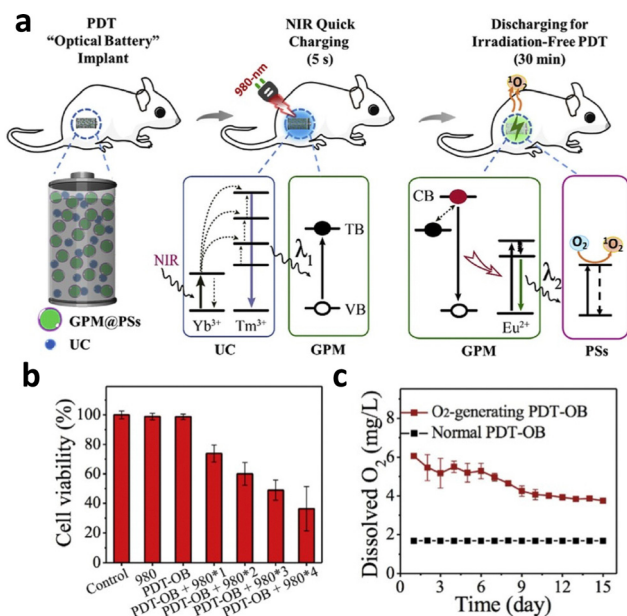 a
PDT
“Optical Battery”
Implant
NIR Quick
Charging
(5 s)
Discharging for
Irradiation-Free PDT
(30 min)
980-nm
¹O₂
NIR
λ₁
TB
VB
Yb³⁺
Tm³⁺
UC
GPM
CB
λ₂
Eu²⁺
GPM
O₂
¹O₂
PSs
GPM@PSs
UC
b
Cell viability (%)
120
100
80
60
40
20
0
Control
980
PDT-OB
PDT-OB + 980*1
PDT-OB + 980*2
PDT-OB + 980*3
PDT-OB + 980*4
c
Dissolved O₂ (mg/L)
8
6
4
2
0
O₂-generating PDT-OB
Normal PDT-OB
0 3 6 9 12 15
Time (day)